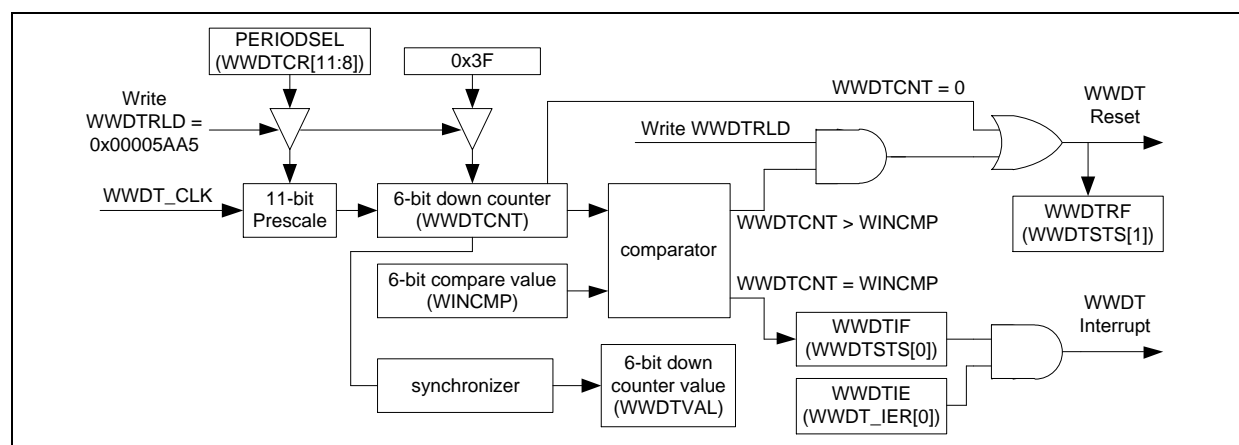 PERIODSEL
(WWDTCR[11:8])
0x3F
Write
WWDTRLD =
0x00005AA5
WWDTCNT = 0
WWDT
Reset
Write WWDTRLD
WWDT_CLK
11-bit
Prescale
6-bit down counter
(WWDTCNT)
comparator
WWDTCNT > WINCMP
WWDTRF
(WWDTSTS[1])
6-bit compare value
(WINCMP)
WWDTCNT = WINCMP
WWDTIF
(WWDTSTS[0])
WWDT
Interrupt
synchronizer
6-bit down
counter value
(WWDTVAL)
WWDTIE
(WWDT_IER[0])